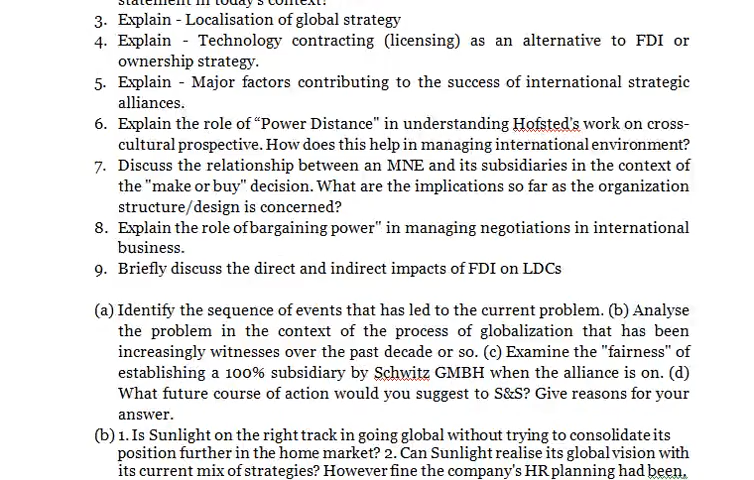 statement in today's context?
3. Explain - Localisation of global strategy
4. Explain - Technology contracting (licensing) as an alternative to FDI or
ownership strategy.
5. Explain - Major factors contributing to the success of international strategic
alliances.
6. Explain the role of “Power Distance" in understanding Hofsted's work on cross-
cultural prospective. How does this help in managing international environment?
7. Discuss the relationship between an MNE and its subsidiaries in the context of
the "make or buy" decision. What are the implications so far as the organization
structure/design is concerned?
8. Explain the role of bargaining power" in managing negotiations in international
business.
9. Briefly discuss the direct and indirect impacts of FDI on LDCs
(a) Identify the sequence of events that has led to the current problem. (b) Analyse
the problem in the context of the process of globalization that has been
increasingly witnesses over the past decade or so. (c) Examine the "fairness" of
establishing a 100% subsidiary by Schwitz GMBH when the alliance is on. (d)
What future course of action would you suggest to S&S? Give reasons for your
answer.
(b) 1. Is Sunlight on the right track in going global without trying to consolidate its
position further in the home market? 2. Can Sunlight realise its global vision with
its current mix of strategies? However fine the company's HR planning had been,